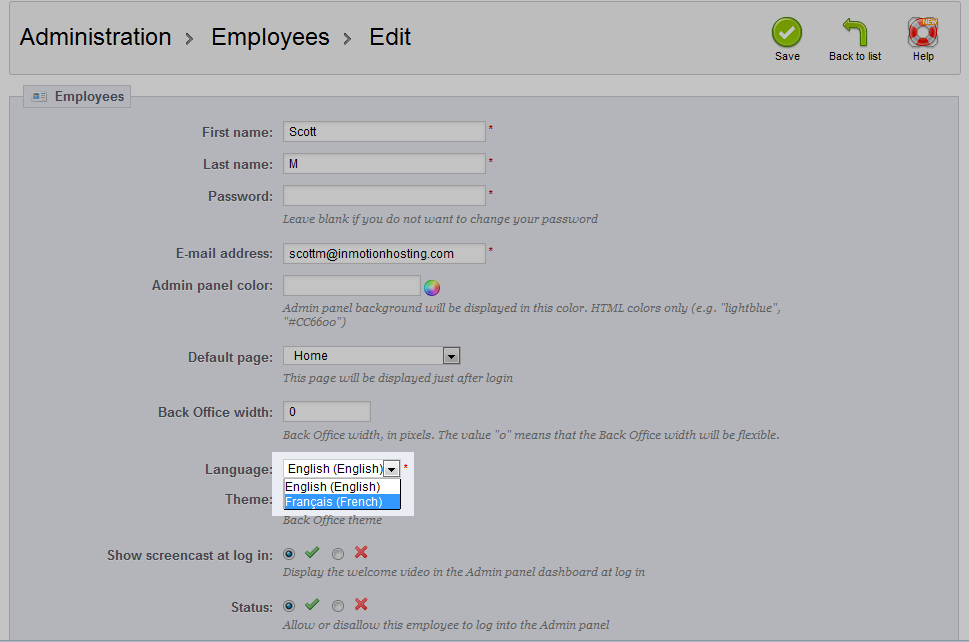 Administration > Employees > Edit
Save
Back to list
NEW
Help
Employees
First name: Scott *
Last name: M *
Password: *
Leave blank if you do not want to change your password
E-mail address: scottm@inmotionhosting.com *
Admin panel color:
Admin panel background will be displayed in this color. HTML colors only (e.g. "lightblue",
"#CC6600")
Default page: Home
This page will be displayed just after login
Back Office width: 0
Back Office width, in pixels. The value "0" means that the Back Office width will be flexible.
Language: English (English) *
English (English)
Theme: Français (French)
Back Office theme
Show screencast at log in:
Display the welcome video in the Admin panel dashboard at log in
Status:
Allow or disallow this employee to log into the Admin panel